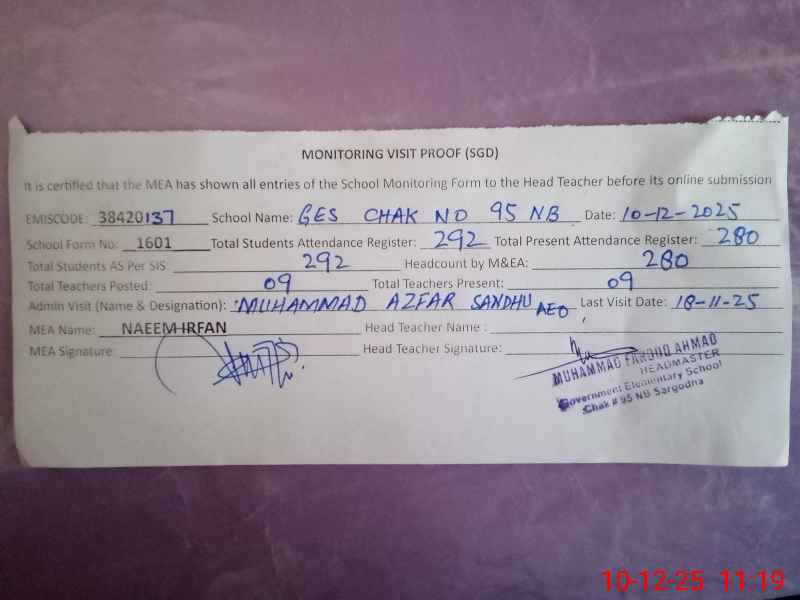 MONITORING VISIT PROOF (SGD)
It is certified that the MEA has shown all entries of the School Monitoring Form to the Head Teacher before its online submission
EMISCODE 38420137 School Name: GES CHAK NO 95 NB Date: 10-12-2025
School Form No: 1601 Total Students Attendance Register: 292 Total Present Attendance Register: 280
Total Students AS Per SIS: 292 Headcount by M&EA: 280
Total Teachers Posted: 09 Total Teachers Present: 09
Admin Visit (Name & Designation): MUHAMMAD AZFAR SANDHU AEO Last Visit Date: 18-11-25
MEA Name: NAEEM IRFAN Head Teacher Name :
MEA Signature: Head Teacher Signature:
MUHAMMAD FAROOQ AHMAD
HEADMASTER
Government Elementary School
Chak # 95 NB Sargodha
10-12-25 11:19